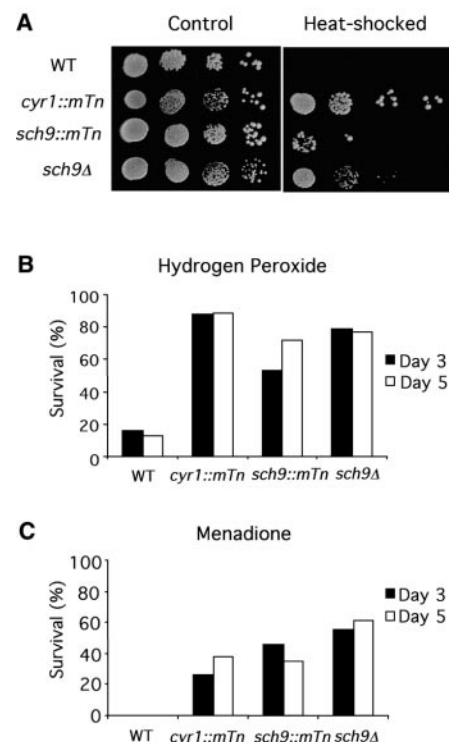 A
Control Heat-shocked
WT
cyr1::mTn
sch9::mTn
sch9Δ
B
Hydrogen Peroxide
Survival (%)
100
80
60
40
20
0
Day 3
Day 5
WT cyr1::mTn sch9::mTn sch9Δ
C
Menadione
Survival (%)
100
80
60
40
20
0
Day 3
Day 5
WT cyr1::mTn sch9::mTn sch9Δ